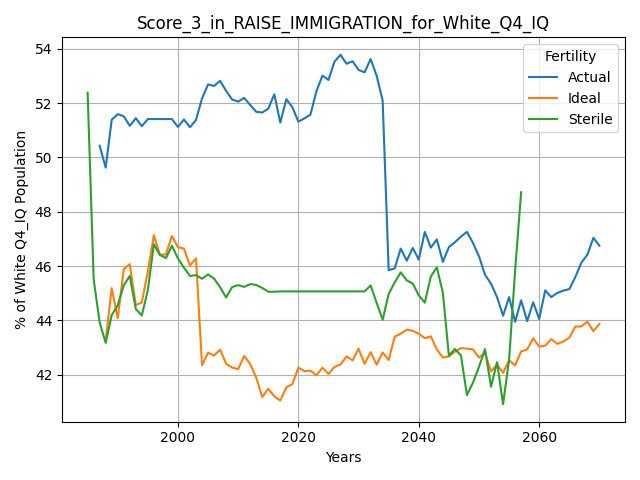 Score_3_in_RAISE_IMMIGRATION_for_White_Q4_IQ
% of White Q4_IQ Population
54
52
50
48
46
44
42
Fertility
Actual
Ideal
Sterile
2000
2020
2040
2060
Years